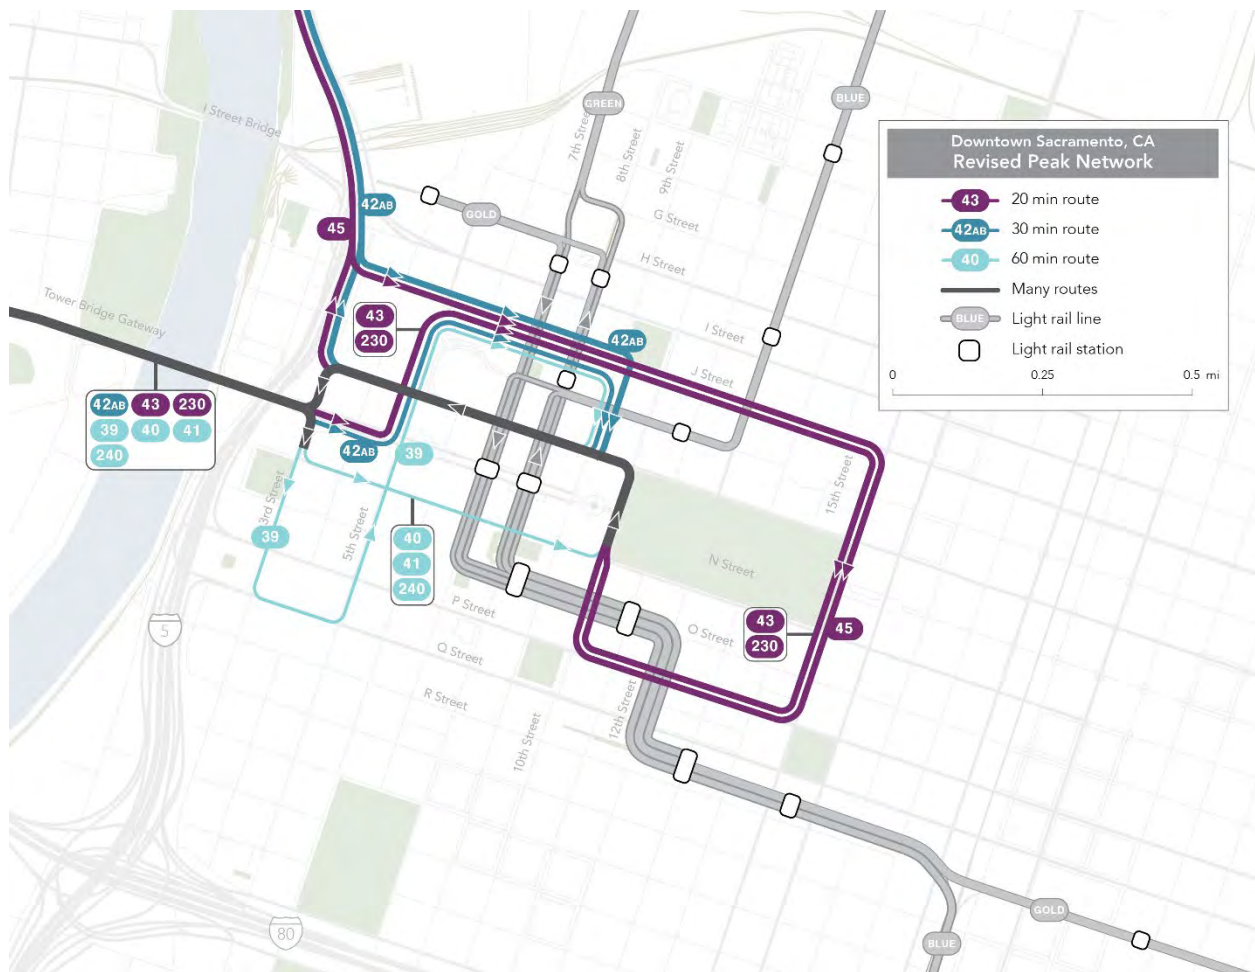 I Street Bridge
GREEN
7th Street
8th Street
9th Street
BLUE
Downtown Sacramento, CA
Revised Peak Network
43 20 min route
42AB 30 min route
40 60 min route
Many routes
BLUE Light rail line
Light rail station
0 0.25 0.5 mi
42AB
45
GOLD
G Street
H Street
I Street
J Street
Tower Bridge Gateway
43
230
42AB
42AB 43 230
39 40 41
240
42AB
39
3rd Street
5th Street
39
40
41
240
15th Street
N Street
P Street
Q Street
Q Street
R Street
43
230
45
10th Street
12th Street
5
80
GOLD
BLUE